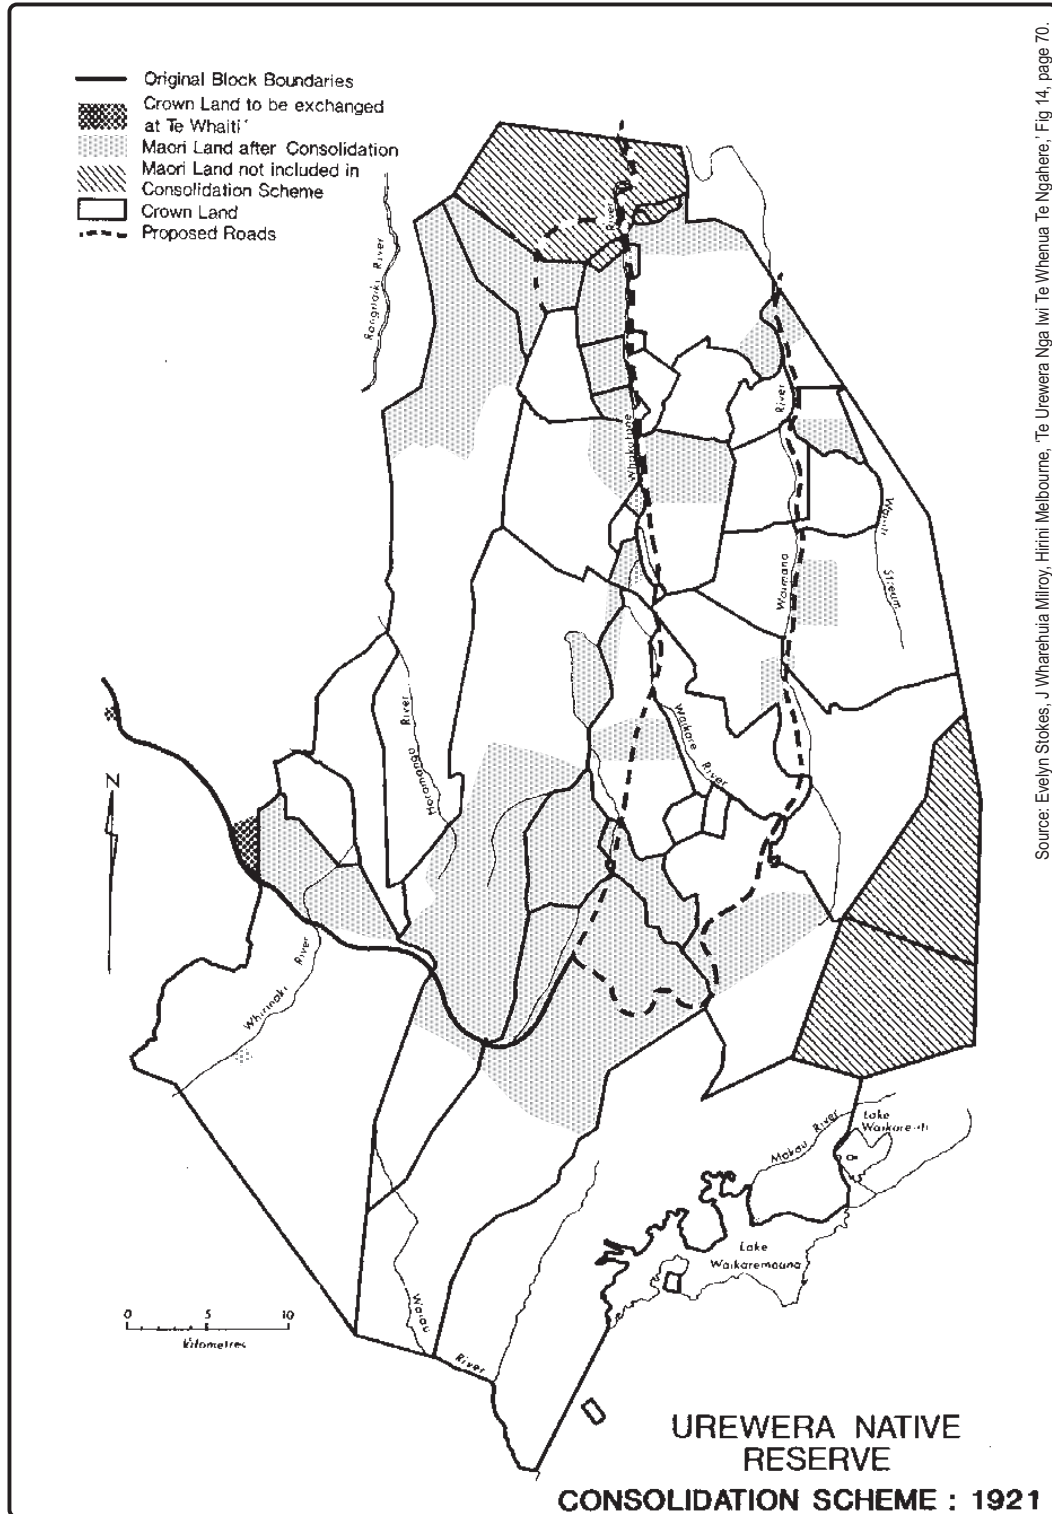 Original Block Boundaries
Crown Land to be exchanged
at Te Whaiti'
Maori Land after Consolidation
Maori Land not included in
Consolidation Scheme
Crown Land
Proposed Roads
Rangitaiki River
River
Whakatane
River
Waimana
Waiiti
Stream
Waikare
River
Horomanga River
N
Whirinaki River
Mokau River
Lake
Waikare-iti
Lake
Waikaremoana
Waiau
River
0 5 10
kilometres
UREWERA NATIVE
RESERVE
CONSOLIDATION SCHEME : 1921
Source: Evelyn Stokes, J Wharehuia Milroy, Hirini Melbourne, 'Te Urewera Nga Iwi Te Whenua Te Ngahere,' Fig 14, page 70.